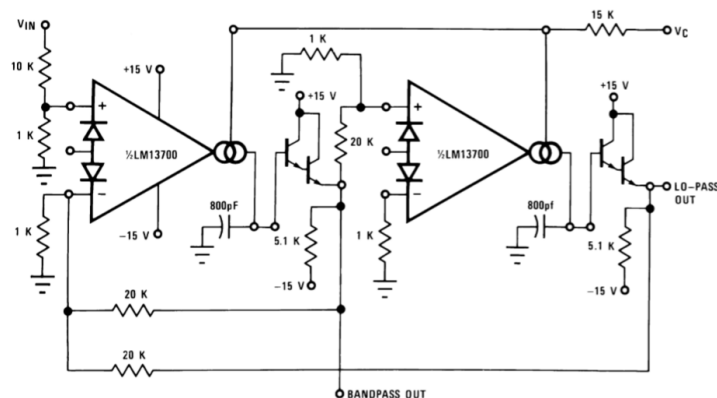 VIN
10 K
1 K
+15 V
+
½LM13700
−
−15 V
1 K
800pF
+15 V
5.1 K
−15 V
1 K
20 K
+
½LM13700
−
1 K
800pf
15 K
VC
+15 V
LO-PASS
OUT
5.1 K
−15 V
20 K
20 K
BANDPASS OUT